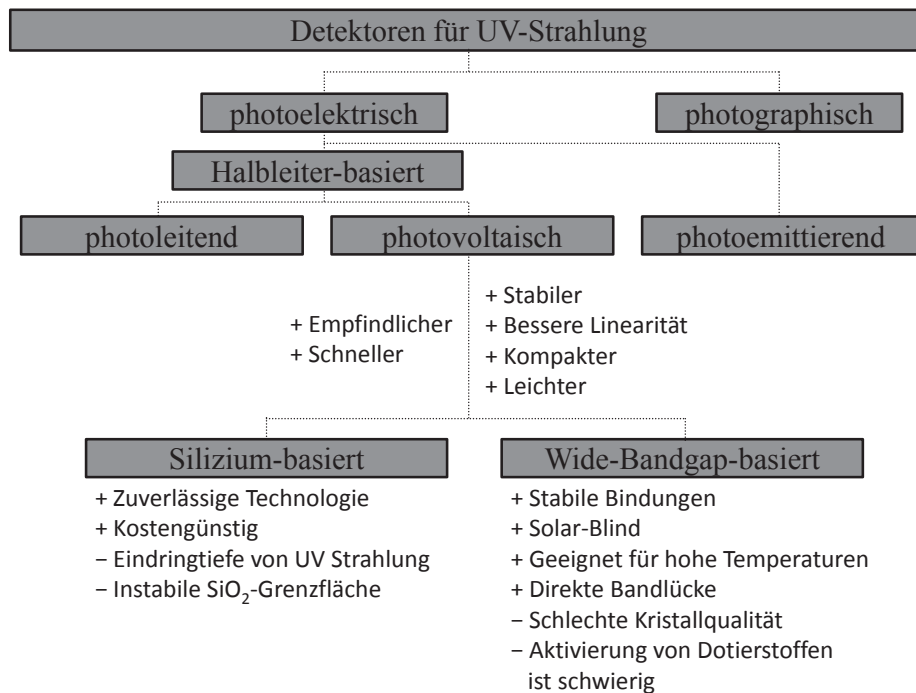 Detektoren für UV-Strahlung
photoelektrisch
photographisch
Halbleiter-basiert
photoleitend
photovoltaisch
photoemittierend
+ Empfindlicher
+ Schneller
+ Stabiler
+ Bessere Linearität
+ Kompakter
+ Leichter
Silizium-basiert
+ Zuverlässige Technologie
+ Kostengünstig
− Eindringtiefe von UV Strahlung
− Instabile SiO₂-Grenzfläche
Wide-Bandgap-basiert
+ Stabile Bindungen
+ Solar-Blind
+ Geeignet für hohe Temperaturen
+ Direkte Bandlücke
− Schlechte Kristallqualität
− Aktivierung von Dotierstoffen
ist schwierig